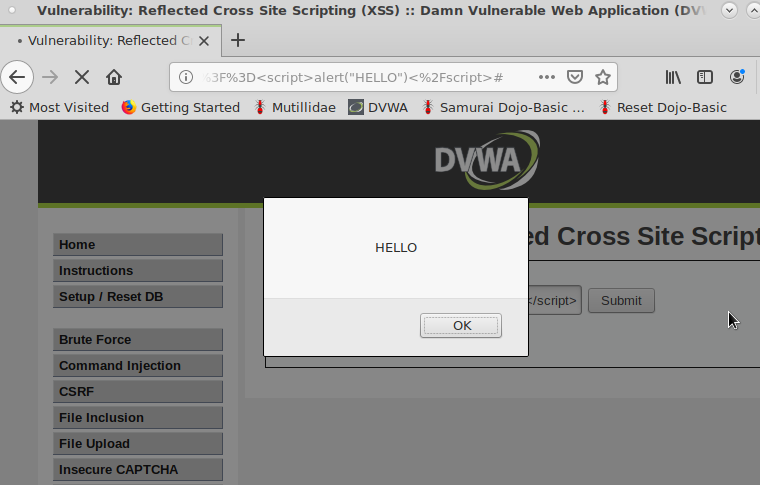 Vulnerability: Reflected Cross Site Scripting (XSS) :: Damn Vulnerable Web Application (DV
Vulnerability: Reflected C
%3F%3D<script>alert("HELLO")<%2Fscript>#
Most Visited Getting Started Mutillidae DVWA Samurai Dojo-Basic ... Reset Dojo-Basic
DVWA
ed Cross Site Script
HELLO
</script> Submit
OK
Home
Instructions
Setup / Reset DB
Brute Force
Command Injection
CSRF
File Inclusion
File Upload
Insecure CAPTCHA